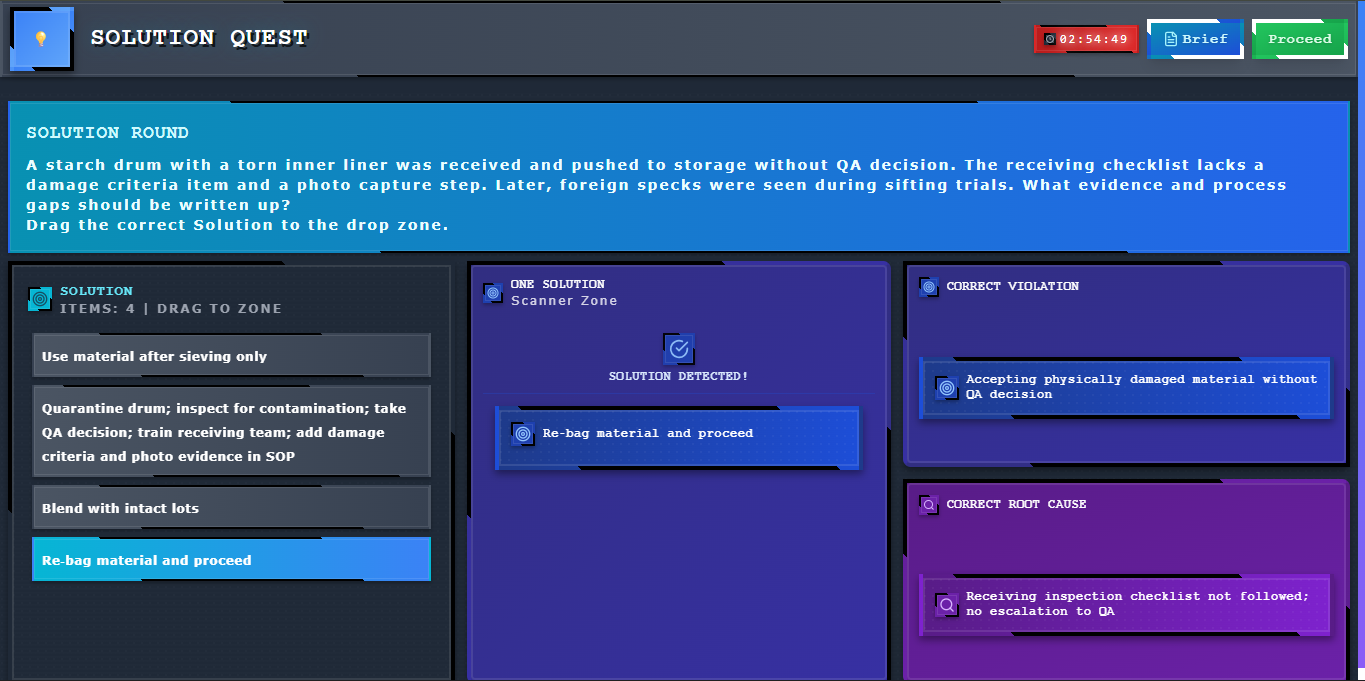 SOLUTION QUEST
02:54:49
Brief
Proceed
SOLUTION ROUND
A starch drum with a torn inner liner was received and pushed to storage without QA decision. The receiving checklist lacks a
damage criteria item and a photo capture step. Later, foreign specks were seen during sifting trials. What evidence and process
gaps should be written up?
Drag the correct Solution to the drop zone.
SOLUTION
ITEMS: 4 | DRAG TO ZONE
Use material after sieving only
Quarantine drum; inspect for contamination; take
QA decision; train receiving team; add damage
criteria and photo evidence in SOP
Blend with intact lots
Re-bag material and proceed
ONE SOLUTION
Scanner Zone
SOLUTION DETECTED!
Re-bag material and proceed
CORRECT VIOLATION
Accepting physically damaged material without
QA decision
CORRECT ROOT CAUSE
Receiving inspection checklist not followed;
no escalation to QA